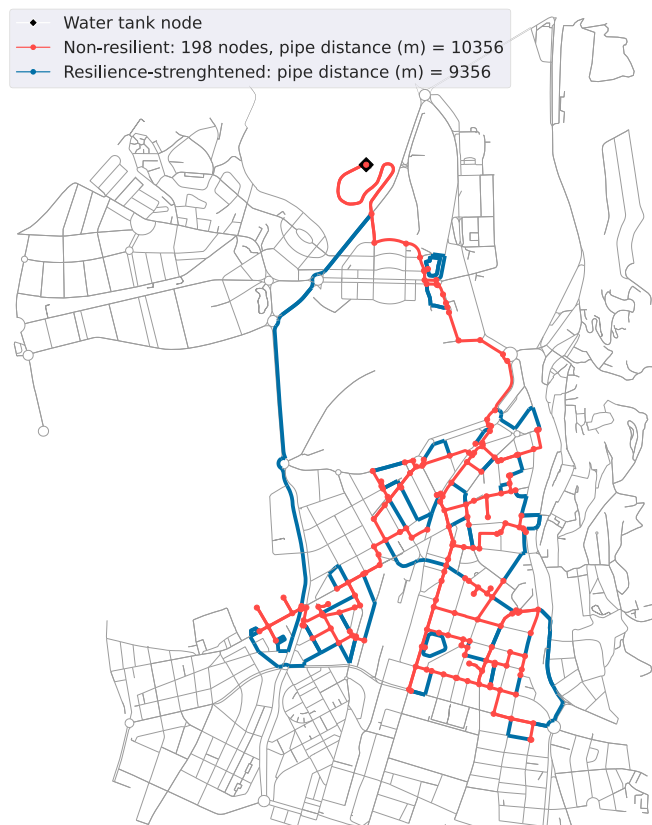 Water tank node
Non-resilient: 198 nodes, pipe distance (m) = 10356
Resilience-strenghtened: pipe distance (m) = 9356